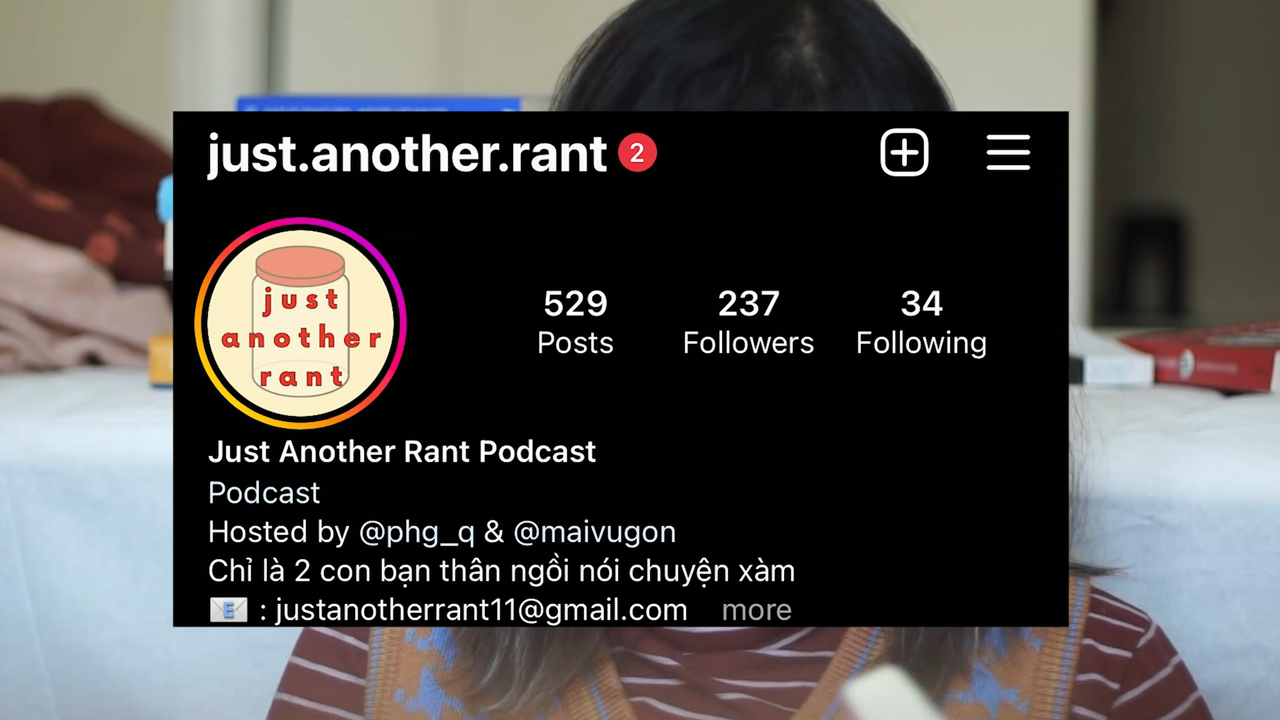 just.another.rant 2
just
another
rant
529 237 34
Posts Followers Following
Just Another Rant Podcast
Podcast
Hosted by @phg_q & @maivugon
Chỉ là 2 con bạn thân ngồi nói chuyện xàm
📧 : justanotherrant11@gmail.com more